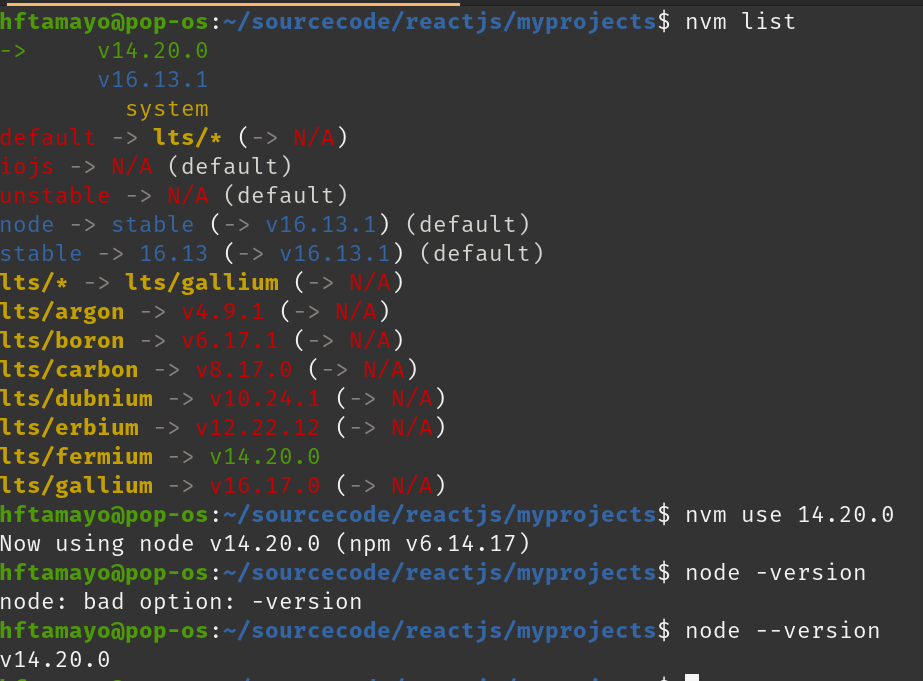 hftamayo@pop-os:~/sourcecode/reactjs/myprojects$ nvm list
->     v14.20.0
       v16.13.1
         system
default -> lts/* (-> N/A)
iojs -> N/A (default)
unstable -> N/A (default)
node -> stable (-> v16.13.1) (default)
stable -> 16.13 (-> v16.13.1) (default)
lts/* -> lts/gallium (-> N/A)
lts/argon -> v4.9.1 (-> N/A)
lts/boron -> v6.17.1 (-> N/A)
lts/carbon -> v8.17.0 (-> N/A)
lts/dubnium -> v10.24.1 (-> N/A)
lts/erbium -> v12.22.12 (-> N/A)
lts/fermium -> v14.20.0
lts/gallium -> v16.17.0 (-> N/A)
hftamayo@pop-os:~/sourcecode/reactjs/myprojects$ nvm use 14.20.0
Now using node v14.20.0 (npm v6.14.17)
hftamayo@pop-os:~/sourcecode/reactjs/myprojects$ node -version
node: bad option: -version
hftamayo@pop-os:~/sourcecode/reactjs/myprojects$ node --version
v14.20.0